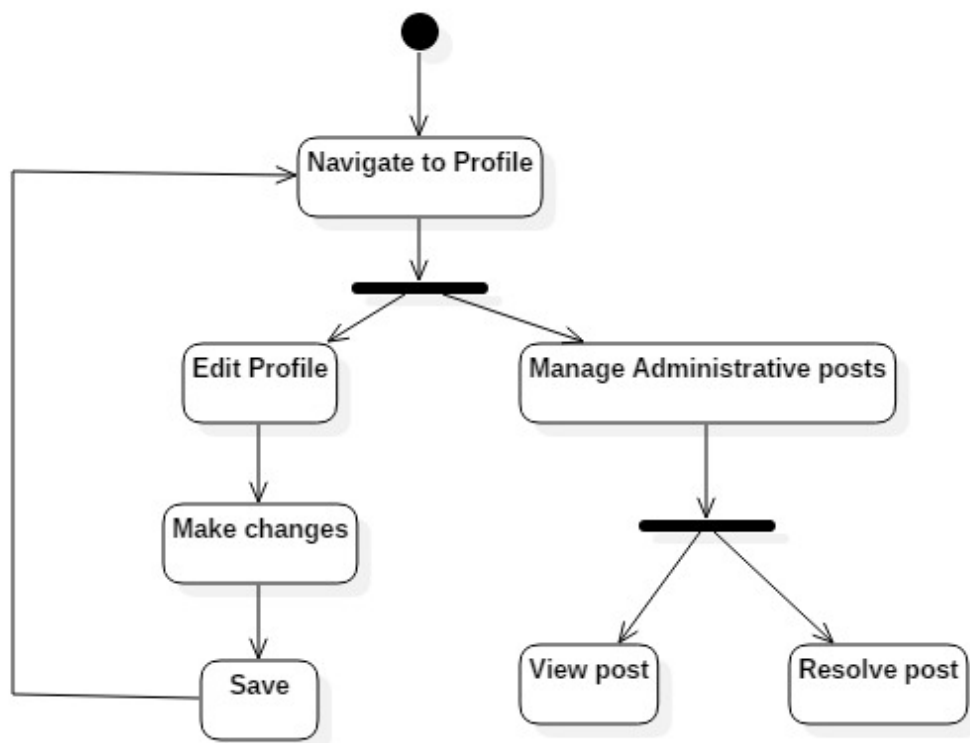 Navigate to Profile
Edit Profile
Manage Administrative posts
Make changes
Save
View post
Resolve post